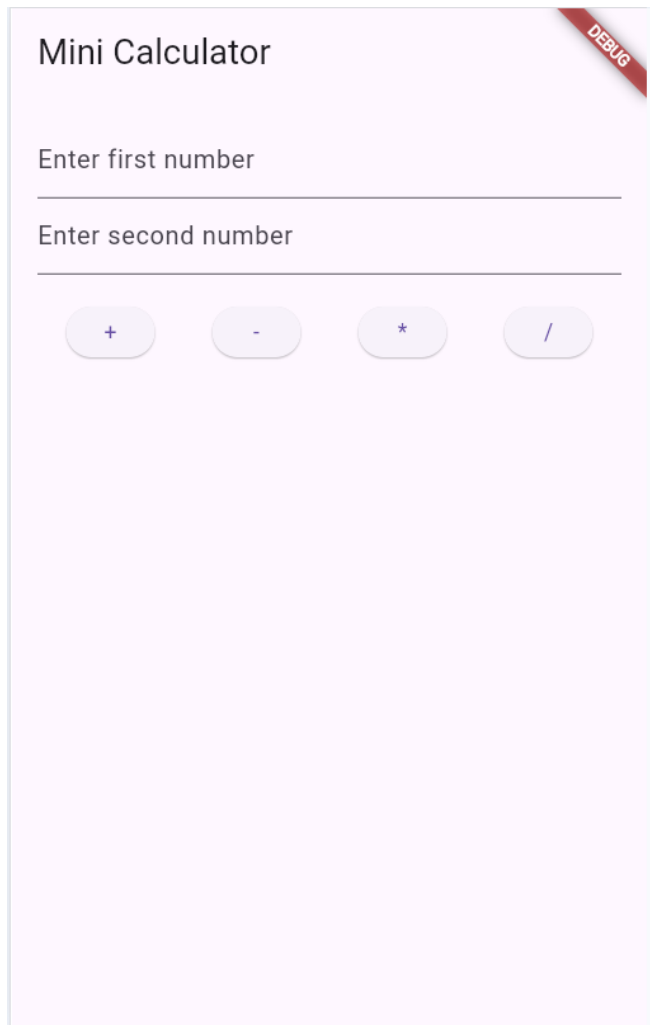 Mini Calculator
DEBUG
Enter first number
Enter second number
+ - * /